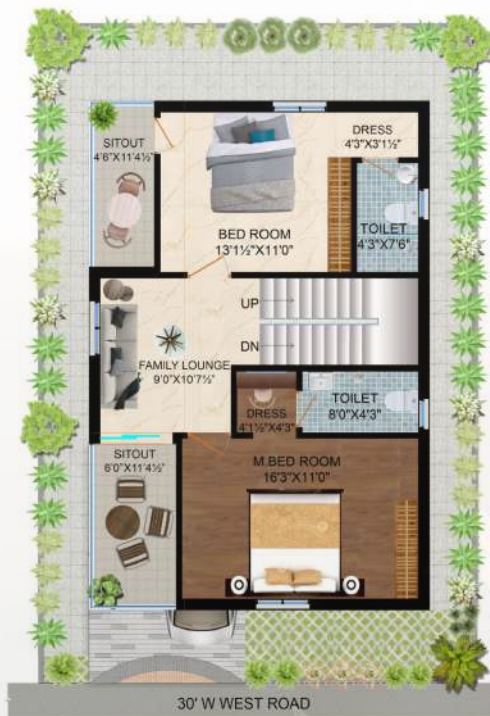 SITOUT
4'6"X11'4½"
DRESS
4'3"X3'1½"
BED ROOM
13'1½"X11'0"
TOILET
4'3"X7'6"
UP
DN
FAMILY LOUNGE
9'0"X10'7½"
DRESS
4'1½"X4'3"
TOILET
8'0"X4'3"
SITOUT
6'0"X11'4½"
M.BED ROOM
16'3"X11'0"
30' W WEST ROAD